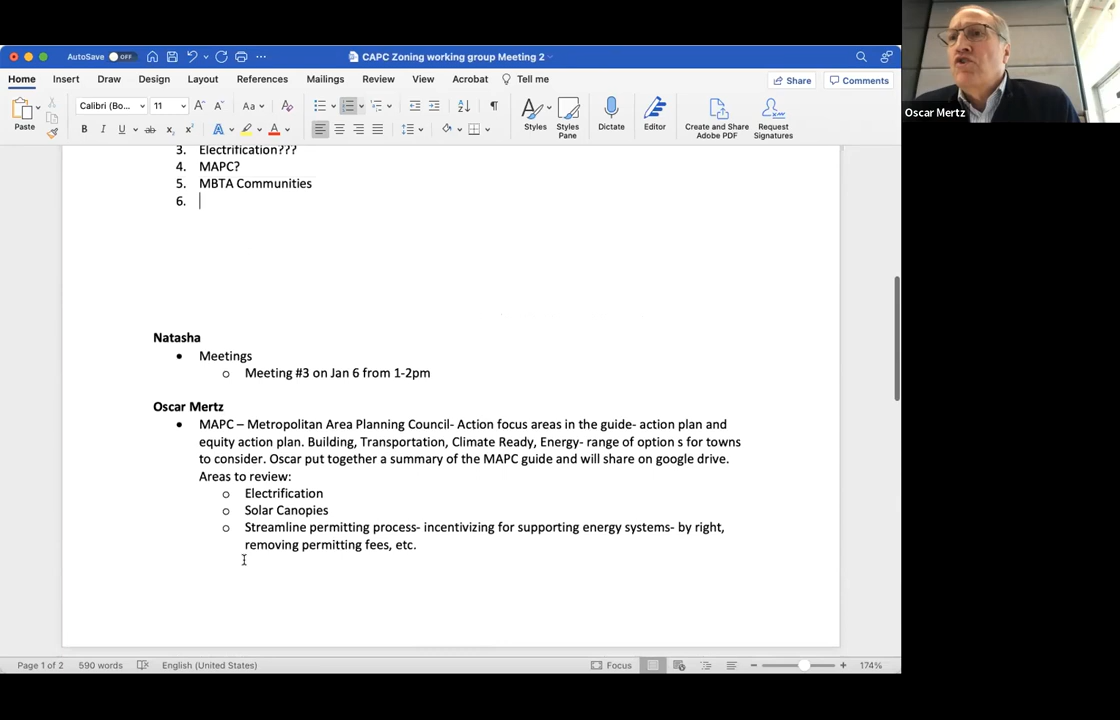 AutoSave OFF
CAPC Zoning working group Meeting 2
Home Insert Draw Design Layout References Mailings Review View Acrobat Tell me
Share Comments
Paste
Calibri (Bo... 11
Styles
Styles Pane
Dictate
Editor
Create and Share Adobe PDF
Request Signatures
Oscar Mertz
3. Electrification???
4. MAPC?
5. MBTA Communities
6.
Natasha
• Meetings
o Meeting #3 on Jan 6 from 1-2pm
Oscar Mertz
• MAPC – Metropolitan Area Planning Council- Action focus areas in the guide- action plan and
equity action plan. Building, Transportation, Climate Ready, Energy- range of option s for towns
to consider. Oscar put together a summary of the MAPC guide and will share on google drive.
Areas to review:
o Electrification
o Solar Canopies
o Streamline permitting process- incentivizing for supporting energy systems- by right,
removing permitting fees, etc.
Page 1 of 2 590 words English (United States) Focus 174%